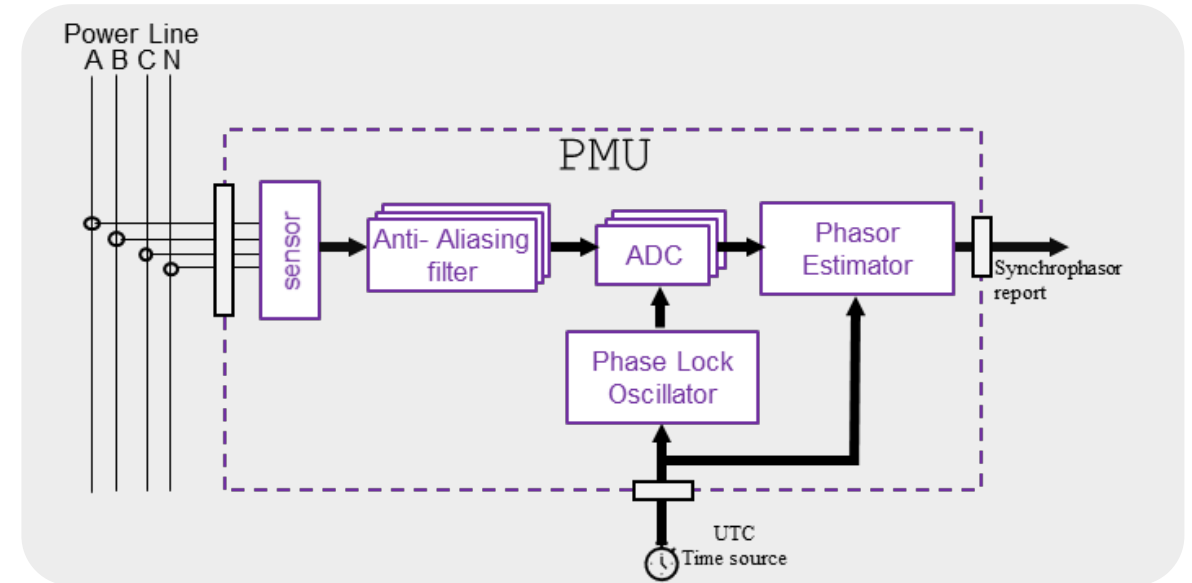 Power Line
A B C N
PMU
sensor
Anti- Aliasing
filter
ADC
Phasor
Estimator
Synchrophasor
report
Phase Lock
Oscillator
UTC
Time source